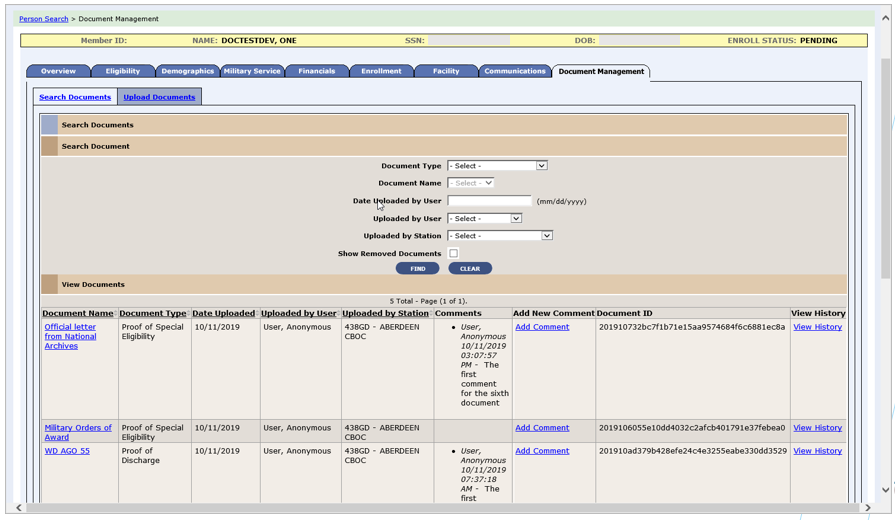 Person Search > Document Management
Member ID: NAME: DOCTESTDEV, ONE SSN: DOB: ENROLL STATUS: PENDING
Overview Eligibility Demographics Military Service Financials Enrollment Facility Communications Document Management
Search Documents Upload Documents
Search Documents
Search Document
Document Type - Select -
Document Name - Select -
Date Uploaded by User (mm/dd/yyyy)
Uploaded by User - Select -
Uploaded by Station - Select -
Show Removed Documents
FIND CLEAR
View Documents
5 Total - Page (1 of 1).
Document Name Document Type Date Uploaded Uploaded by User Uploaded by Station Comments Add New Comment Document ID View History
Official letter Proof of Special 10/11/2019 User, Anonymous 438GD - ABERDEEN • User, Add Comment 201910732bc7f1b71e15aa9574684f6c6881ec8a View History
from National Eligibility CBOC Anonymous
Archives 10/11/2019
03:07:57
PM - The
first
comment
for the sixth
document
Military Orders of Proof of Special 10/11/2019 User, Anonymous 438GD - ABERDEEN Add Comment 2019106055e10dd4032c2afcb401791e37febea0 View History
Award Eligibility CBOC
WD AGO 55 Proof of 10/11/2019 User, Anonymous 438GD - ABERDEEN • User, Add Comment 201910ad379b428efe24c4e3255eabe330dd3529 View History
Discharge CBOC Anonymous
10/11/2019
07:37:18
AM - The
first